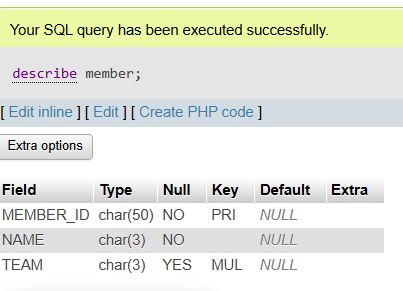 Your SQL query has been executed successfully.
describe member;
[ Edit inline ] [ Edit ] [ Create PHP code ]
Extra options
Field Type Null Key Default Extra
MEMBER_ID char(50) NO PRI NULL
NAME char(3) NO NULL
TEAM char(3) YES MUL NULL